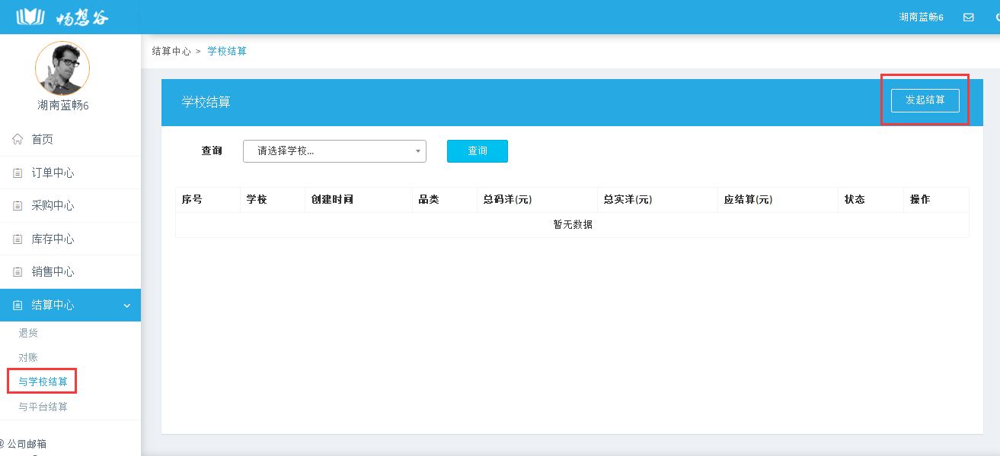 畅想谷
湖南蓝畅6
湖南蓝畅6
首页
订单中心
采购中心
库存中心
销售中心
结算中心
退货
对账
与学校结算
与平台结算
@ 公司邮箱
结算中心 > 学校结算
学校结算
发起结算
查询 请选择学校... 查询
序号 学校 创建时间 品类 总码洋(元) 总实洋(元) 应结算(元) 状态 操作
暂无数据